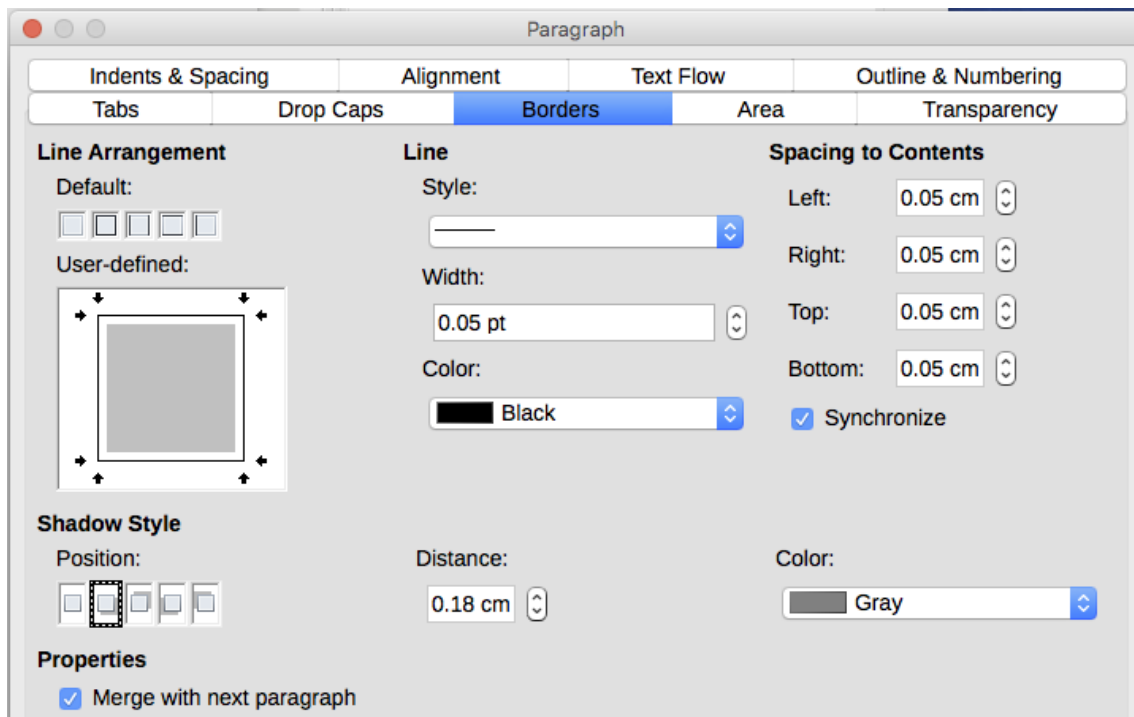 Paragraph
Indents & Spacing Alignment Text Flow Outline & Numbering
Tabs Drop Caps Borders Area Transparency
Line Arrangement
Default:
User-defined:
Line
Style:
Width:
0.05 pt
Color:
Black
Spacing to Contents
Left: 0.05 cm
Right: 0.05 cm
Top: 0.05 cm
Bottom: 0.05 cm
Synchronize
Shadow Style
Position:
Distance:
0.18 cm
Color:
Gray
Properties
Merge with next paragraph